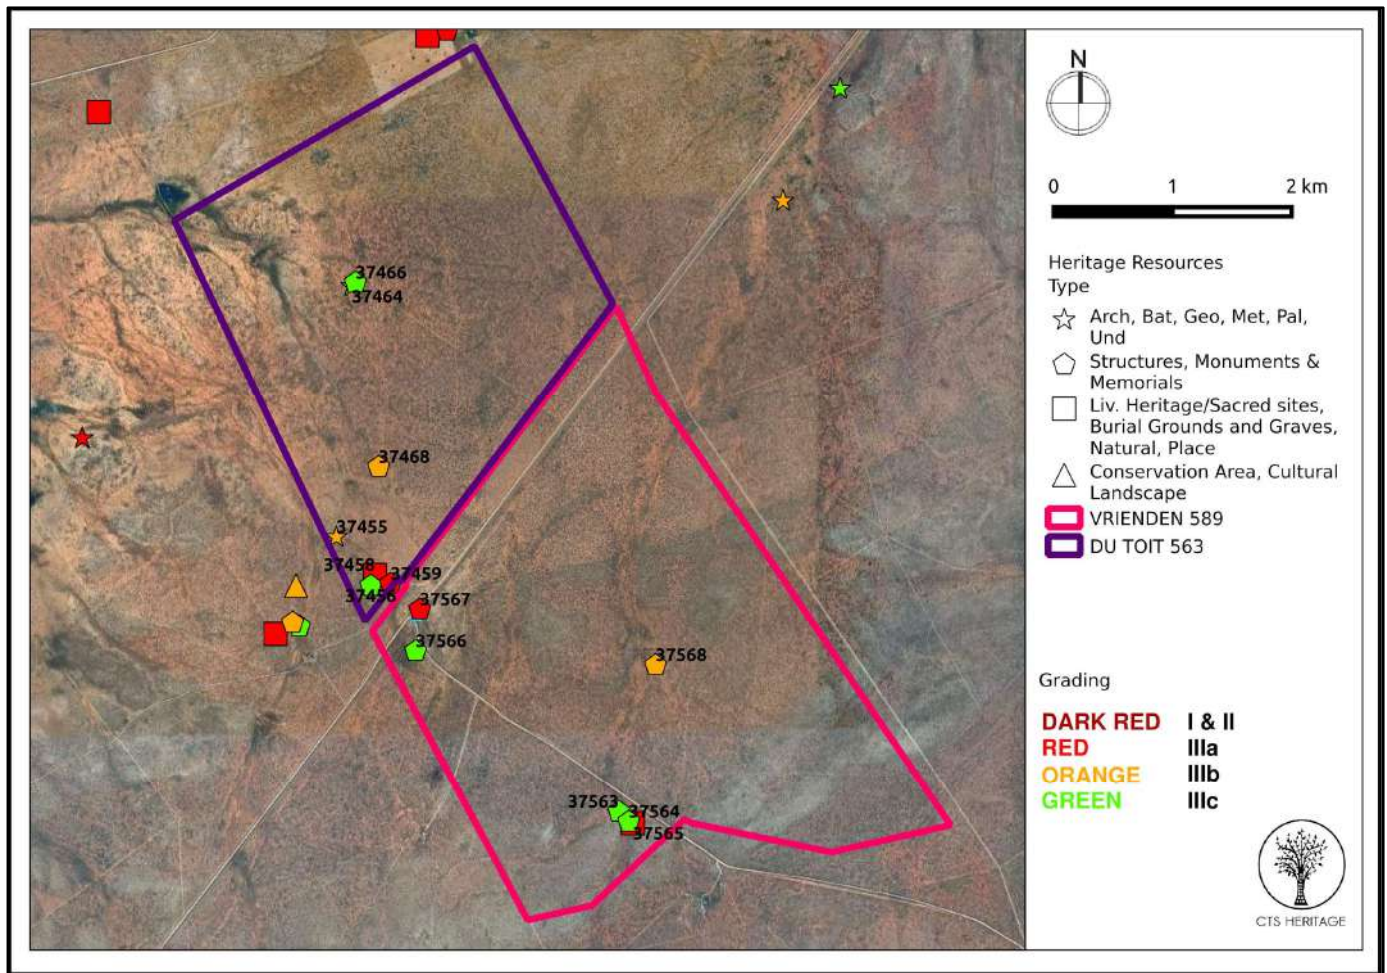 37466
37464
37468
37455
37458
37459
37456
37567
37566
37568
37563
37564
37565
N
0 1 2 km
Heritage Resources
Type
Arch, Bat, Geo, Met, Pal,
Und
Structures, Monuments &
Memorials
Liv. Heritage/Sacred sites,
Burial Grounds and Graves,
Natural, Place
Conservation Area, Cultural
Landscape
VRIENDEN 589
DU TOIT 563
Grading
DARK RED I & II
RED IIIa
ORANGE IIIb
GREEN IIIc
CTS HERITAGE